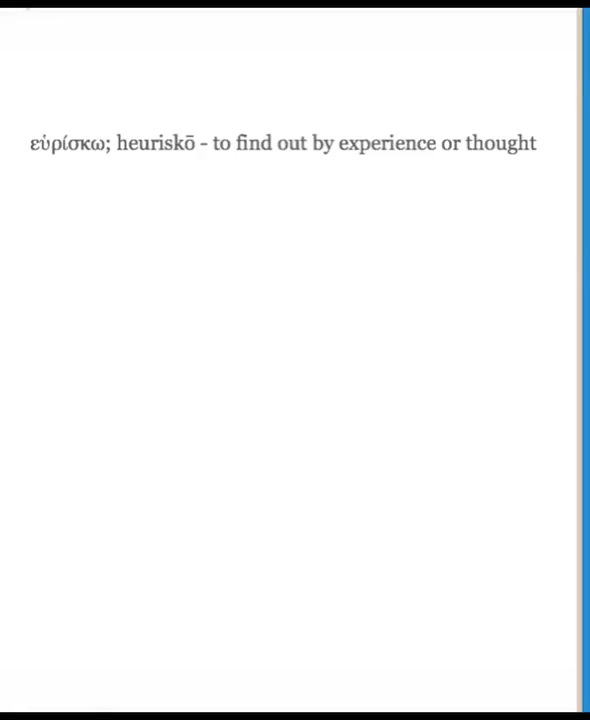 εὑρίσκω; heuriskō - to find out by experience or thought